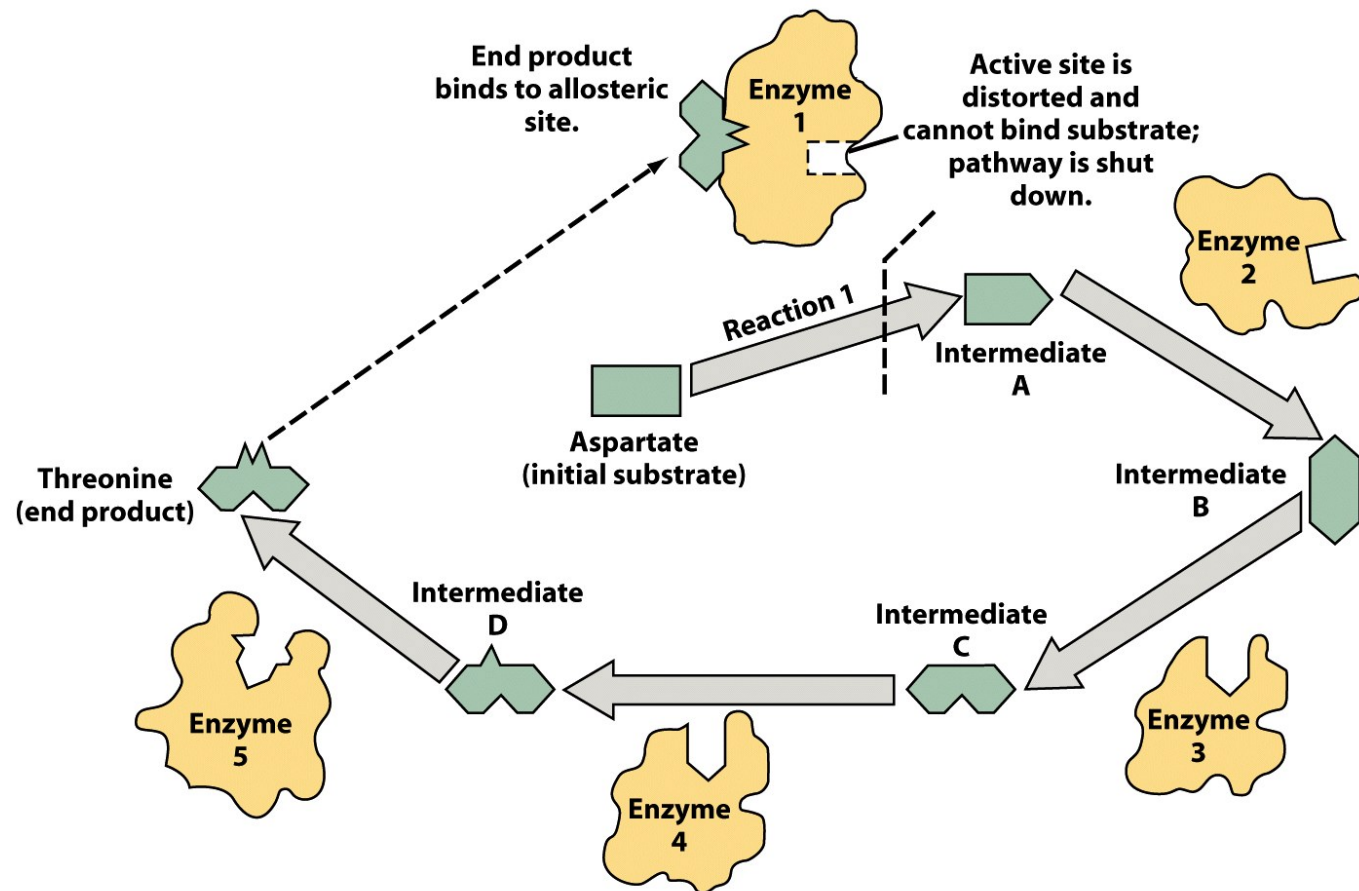 End product
binds to allosteric
site.
Enzyme
1
Active site is
distorted and
cannot bind substrate;
pathway is shut
down.
Enzyme
2
Reaction 1
Intermediate
A
Aspartate
(initial substrate)
Threonine
(end product)
Intermediate
B
Intermediate
D
Intermediate
C
Enzyme
5
Enzyme
4
Enzyme
3